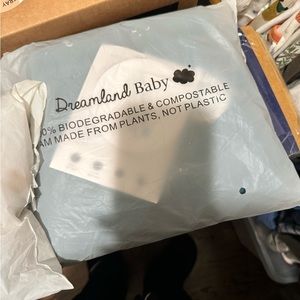 Dreamland Baby
0% BIODEGRADABLE & COMPOSTABLE
AM MADE FROM PLANTS, NOT PLASTIC